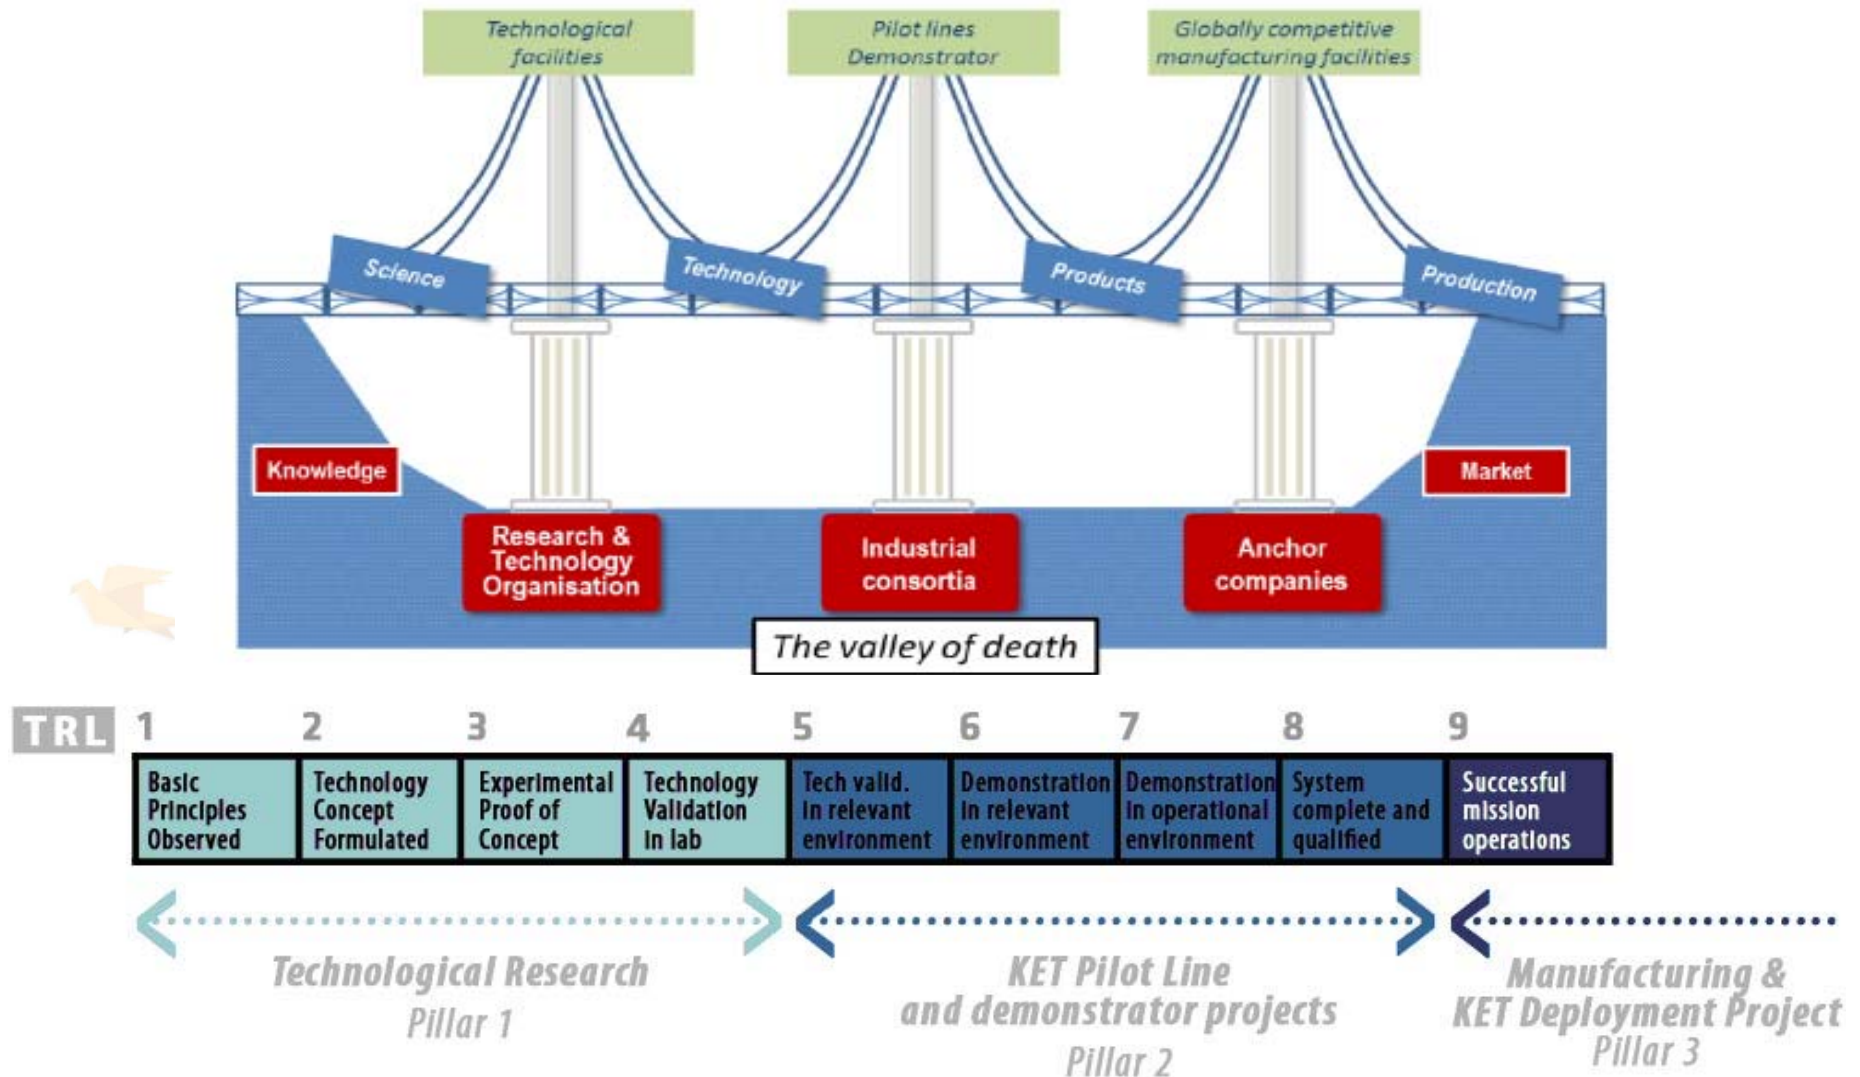 Technological
facilities
Pilot lines
Demonstrator
Globally competitive
manufacturing facilities
Science
Technology
Products
Production
Knowledge
Market
Research &
Technology
Organisation
Industrial
consortia
Anchor
companies
The valley of death
TRL
1
2
3
4
5
6
7
8
9
Basic
Principles
Observed
Technology
Concept
Formulated
Experimental
Proof of
Concept
Technology
Validation
in lab
Tech valid.
in relevant
environment
Demonstration
in relevant
environment
Demonstration
in operational
environment
System
complete and
qualified
Successful
mission
operations
Technological Research
Pillar 1
KET Pilot Line
and demonstrator projects
Pillar 2
Manufacturing &
KET Deployment Project
Pillar 3